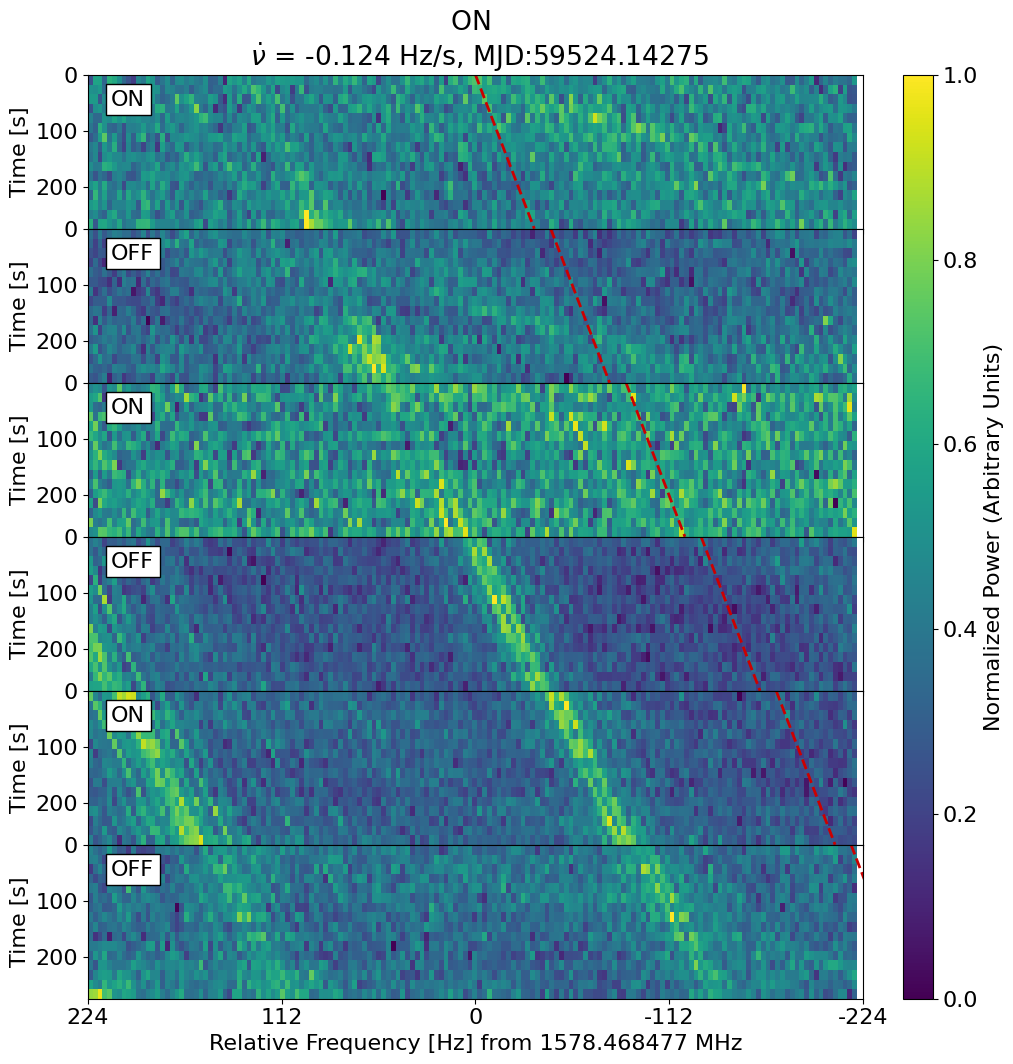 ON
ν̇ = -0.124 Hz/s, MJD:59524.14275
0
ON
100
Time [s]
200
0
OFF
100
Time [s]
200
0
ON
100
Time [s]
200
0
OFF
100
Time [s]
200
0
ON
100
Time [s]
200
0
OFF
100
Time [s]
200
224 112 0 -112 -224
Relative Frequency [Hz] from 1578.468477 MHz
1.0
0.8
0.6
0.4
0.2
0.0
Normalized Power (Arbitrary Units)